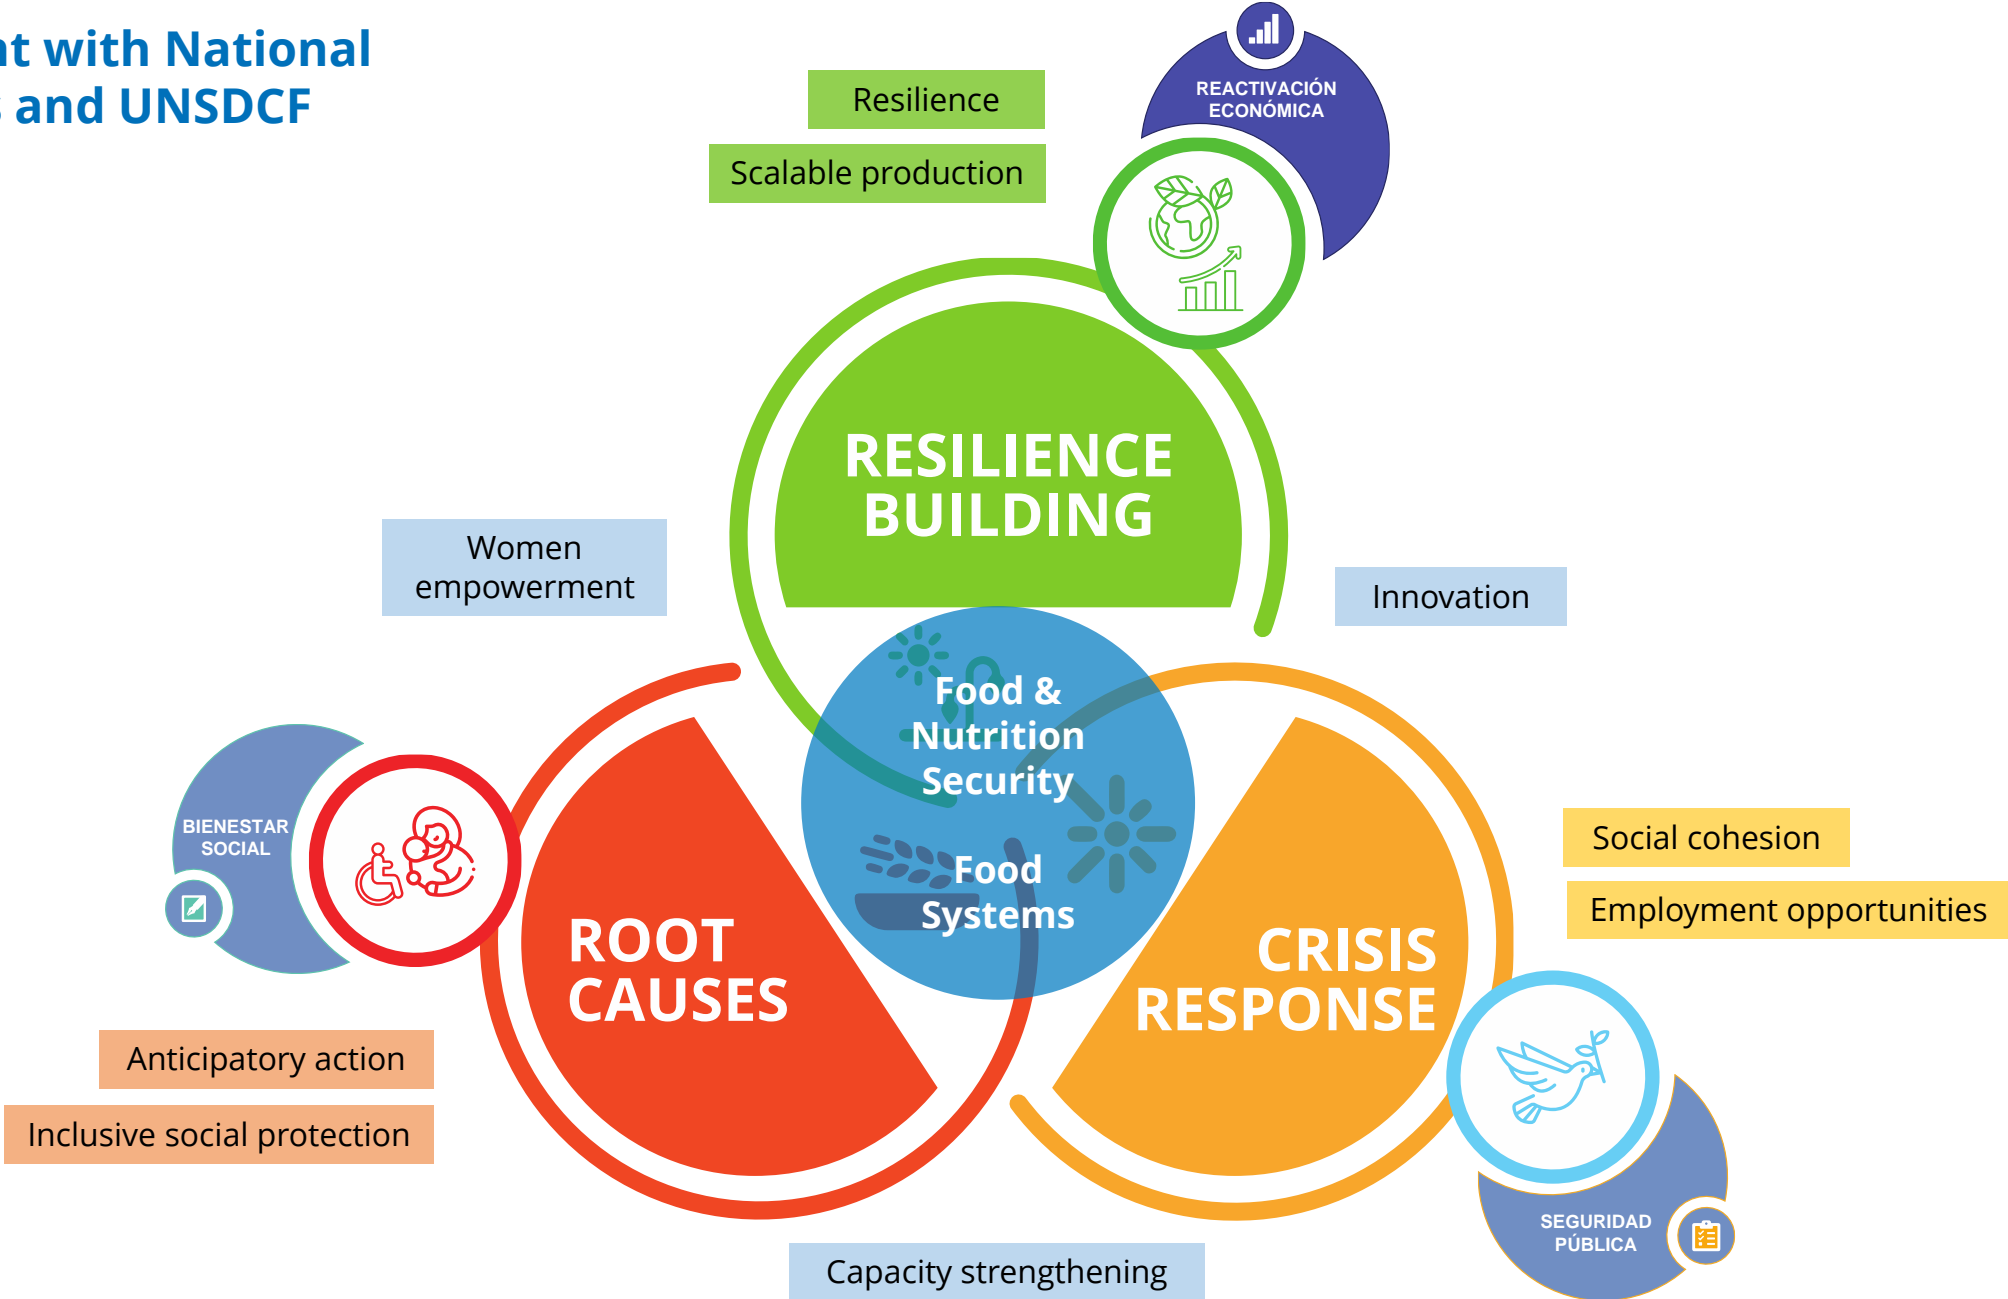 with National
and UNSDCF
REACTIVACIÓN
ECONÓMICA
Resilience
Scalable production
RESILIENCE
BUILDING
Women
empowerment
Innovation
Food &
Nutrition
Security
Food
Systems
BIENESTAR
SOCIAL
ROOT
CAUSES
CRISIS
RESPONSE
Social cohesion
Employment opportunities
Anticipatory action
Inclusive social protection
SEGURIDAD
PÚBLICA
Capacity strengthening